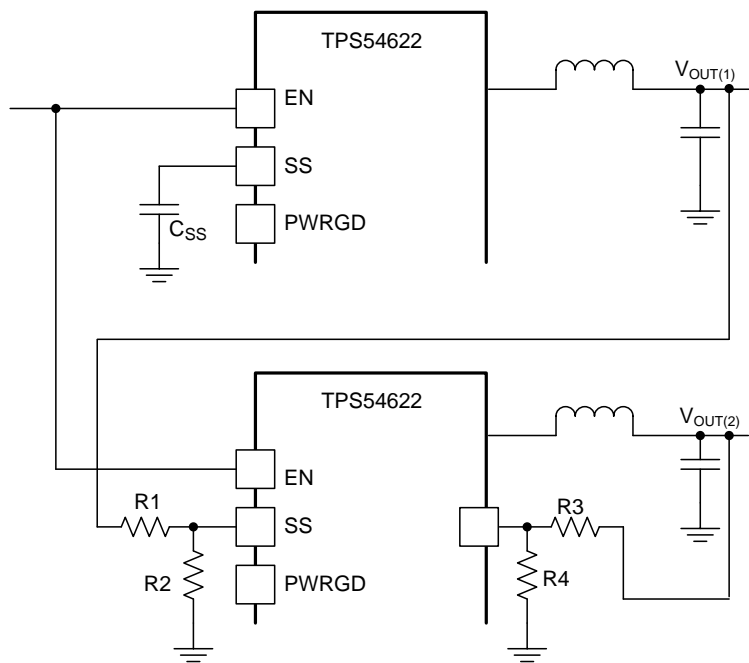 TPS54622
V_OUT(1)
EN
SS
C_SS
PWRGD
TPS54622
V_OUT(2)
EN
R1
SS
R3
R2
PWRGD
R4